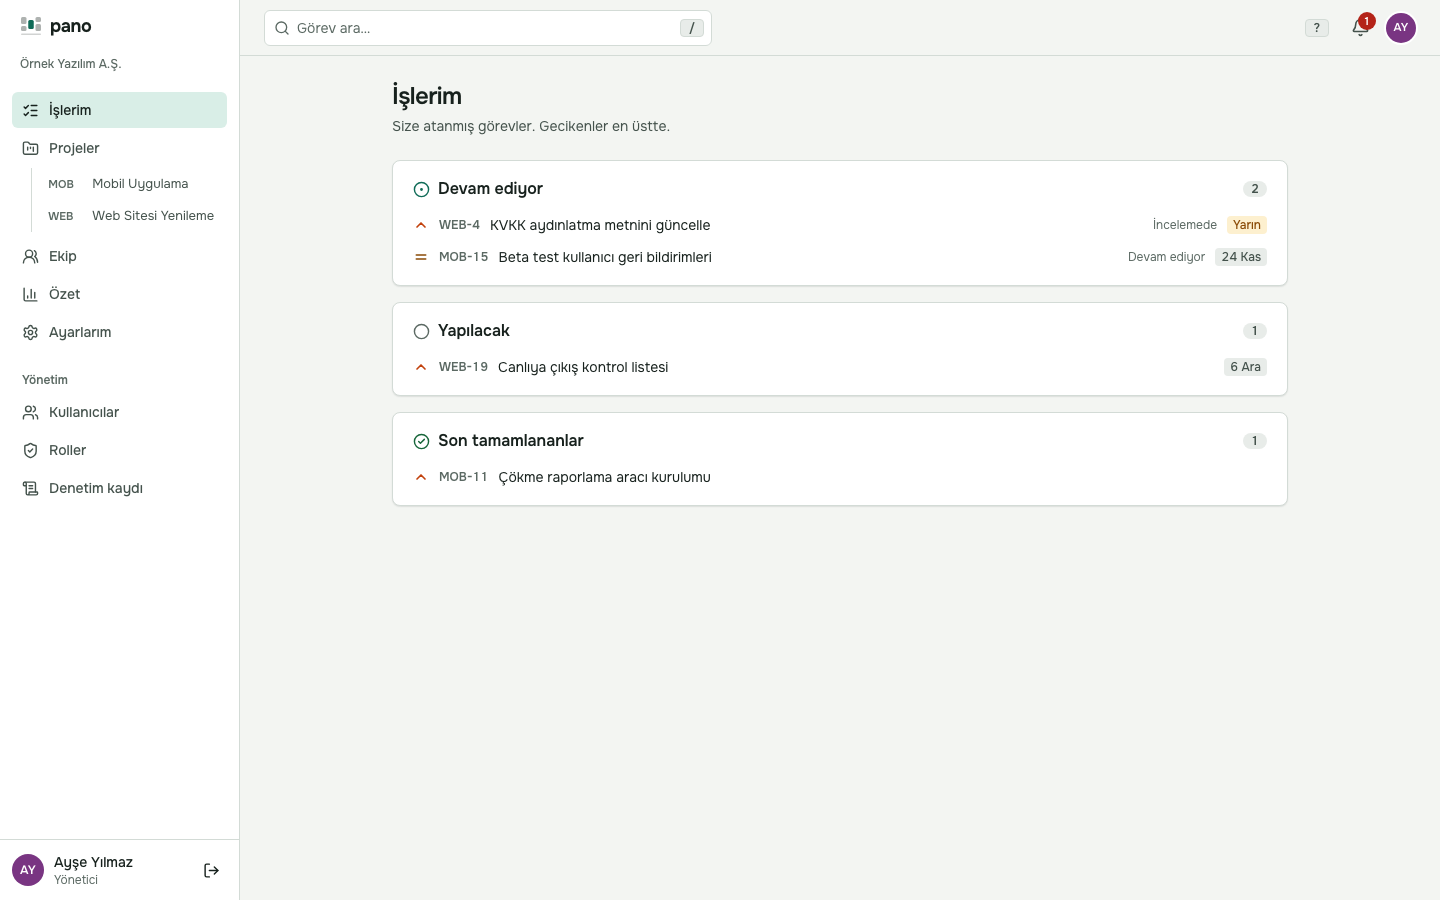 pano
Örnek Yazılım A.Ş.
İşlerim
Projeler
MOB Mobil Uygulama
WEB Web Sitesi Yenileme
Ekip
Özet
Ayarlarım
Yönetim
Kullanıcılar
Roller
Denetim kaydı
AY
Ayşe Yılmaz
Yönetici
Görev ara... /
? 1 AY
İşlerim
Size atanmış görevler. Gecikenler en üstte.
Devam ediyor 2
WEB-4 KVKK aydınlatma metnini güncelle İncelemede Yarın
MOB-15 Beta test kullanıcı geri bildirimleri Devam ediyor 24 Kas
Yapılacak 1
WEB-19 Canlıya çıkış kontrol listesi 6 Ara
Son tamamlananlar 1
MOB-11 Çökme raporlama aracı kurulumu